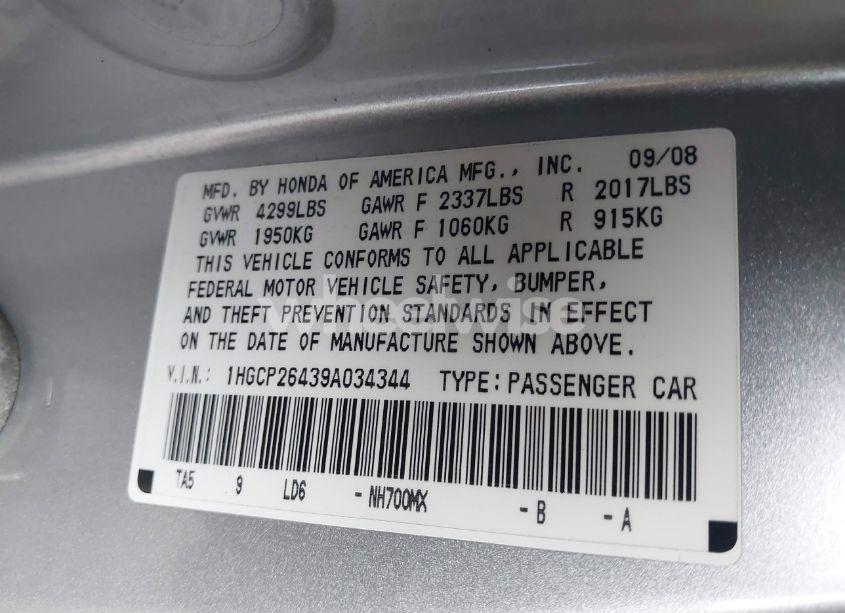 MFD. BY HONDA OF AMERICA MFG., INC. 09/08
GVWR 4299LBS GAWR F 2337LBS R 2017LBS
GVWR 1950KG GAWR F 1060KG R 915KG
THIS VEHICLE CONFORMS TO ALL APPLICABLE
FEDERAL MOTOR VEHICLE SAFETY, BUMPER,
AND THEFT PREVENTION STANDARDS IN EFFECT
ON THE DATE OF MANUFACTURE SHOWN ABOVE.
V.I.N.: 1HGCP26439A034344 TYPE: PASSENGER CAR
TA5 9 LD6 -NH700MX -B -A
wheelwise